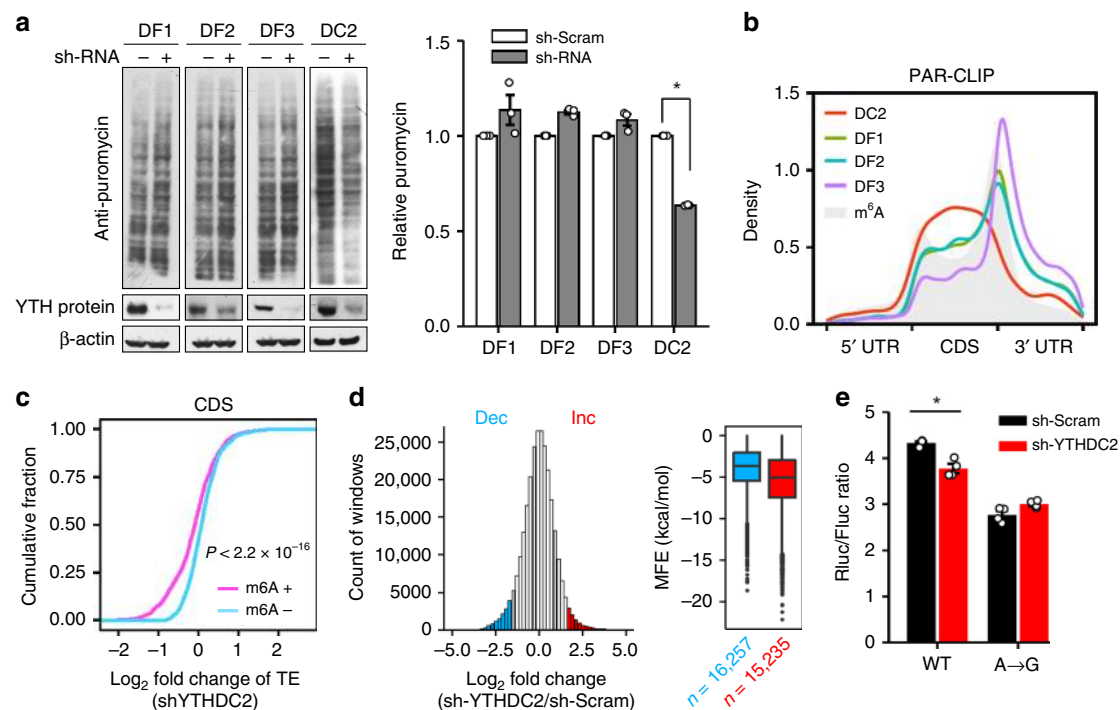 a
DF1 DF2 DF3 DC2
sh-RNA – + – + – + – +
Anti-puromycin
YTH protein
β-actin
sh-Scram
sh-RNA
*
Relative puromycin
1.5
1.0
0.5
0.0
DF1 DF2 DF3 DC2
b
PAR-CLIP
DC2
DF1
DF2
DF3
m⁶A
Density
1.5
1.0
0.5
0.0
5′ UTR CDS 3′ UTR
c
CDS
Cumulative fraction
1.00
0.75
0.50
0.25
0.00
P < 2.2 × 10⁻¹⁶
m6A +
m6A –
–2 –1 0 1 2
Log₂ fold change of TE
(shYTHDC2)
d
Dec Inc
Count of windows
25,000
20,000
15,000
10,000
5000
0
–5.0 –2.5 0.0 2.5 5.0
Log₂ fold change
(sh-YTHDC2/sh-Scram)
MFE (kcal/mol)
0
–5
–10
–15
–20
n = 16,257
n = 15,235
e
sh-Scram
sh-YTHDC2
*
Rluc/Fluc ratio
5
4
3
2
1
0
WT A→G